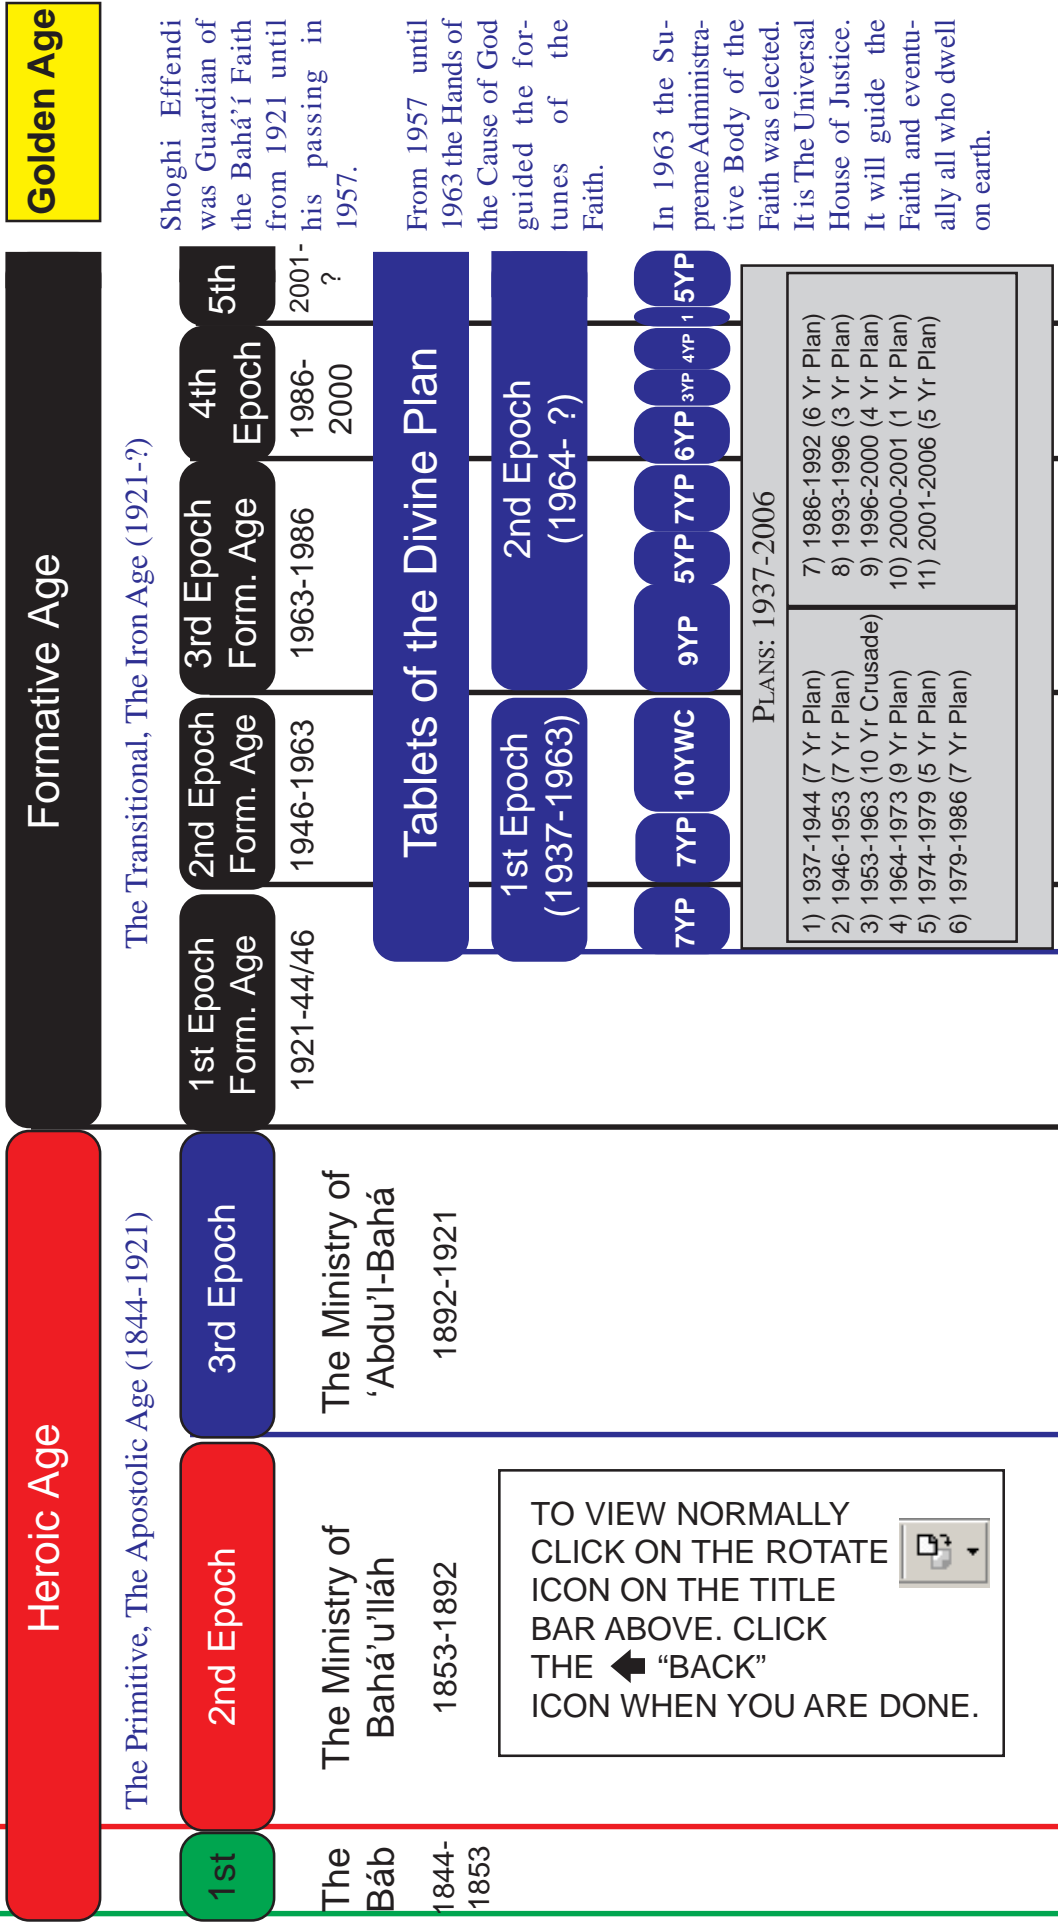 Heroic Age
Formative Age
Golden Age
The Primitive, The Apostolic Age (1844-1921)
The Transitional, The Iron Age (1921-?)
1st
2nd Epoch
3rd Epoch
1st Epoch
Form. Age
2nd Epoch
Form. Age
3rd Epoch
Form. Age
4th
Epoch
5th
The
Báb
1844-
1853
The Ministry of
Bahá’u’lláh
1853-1892
The Ministry of
‘Abdu’l-Bahá
1892-1921
1921-44/46
1946-1963
1963-1986
1986-
2000
2001-
?
Tablets of the Divine Plan
1st Epoch
(1937-1963)
2nd Epoch
(1964- ?)
7YP
7YP
10YWC
9YP
5YP
7YP
6YP
3YP
4YP
1
5YP
PLANS: 1937-2006
1) 1937-1944 (7 Yr Plan)
2) 1946-1953 (7 Yr Plan)
3) 1953-1963 (10 Yr Crusade)
4) 1964-1973 (9 Yr Plan)
5) 1974-1979 (5 Yr Plan)
6) 1979-1986 (7 Yr Plan)
7) 1986-1992 (6 Yr Plan)
8) 1993-1996 (3 Yr Plan)
9) 1996-2000 (4 Yr Plan)
10) 2000-2001 (1 Yr Plan)
11) 2001-2006 (5 Yr Plan)
Shoghi Effendi
was Guardian of
the Bahá’í Faith
from 1921 until
his passing in
1957.
From 1957 until
1963 the Hands of
the Cause of God
guided the for-
tunes of the
Faith.
In 1963 the Su-
preme Administra-
tive Body of the
Faith was elected.
It is The Universal
House of Justice.
It will guide the
Faith and eventu-
ally all who dwell
on earth.
TO VIEW NORMALLY
CLICK ON THE ROTATE
ICON ON THE TITLE
BAR ABOVE. CLICK
THE “BACK”
ICON WHEN YOU ARE DONE.